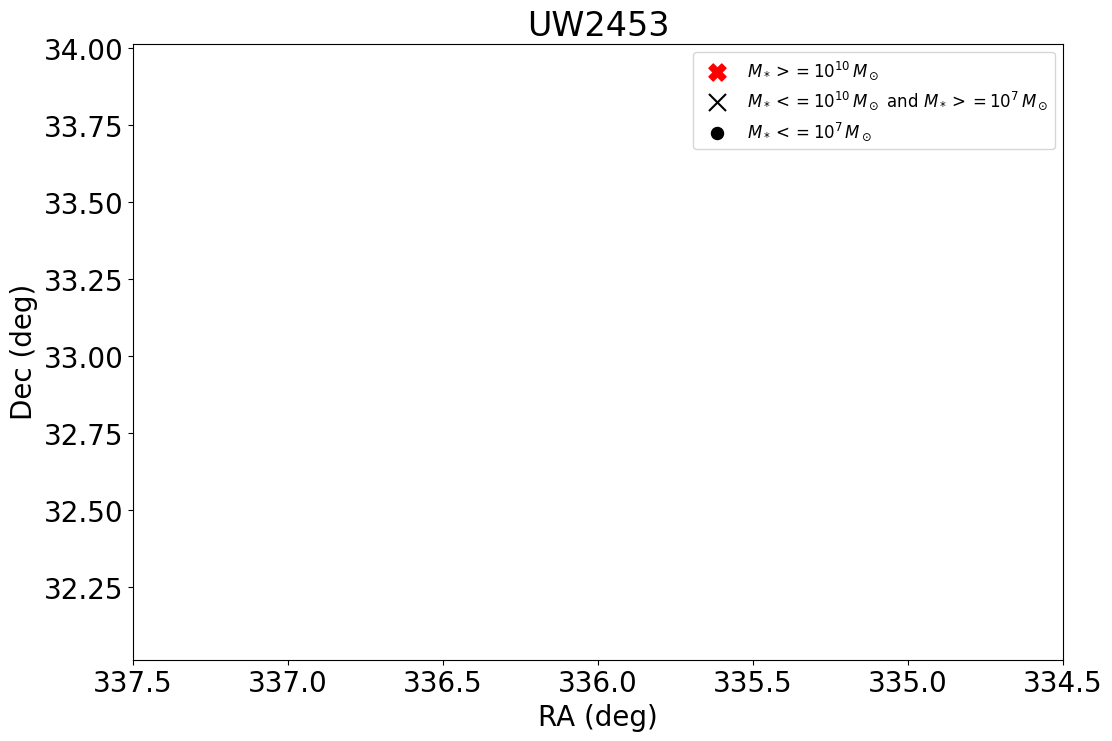 UW2453
34.00
33.75
33.50
33.25
33.00
32.75
32.50
32.25
Dec (deg)
M* >= 10^10 M⊙
M* <= 10^10 M⊙ and M* >= 10^7 M⊙
M* <= 10^7 M⊙
337.5 337.0 336.5 336.0 335.5 335.0 334.5
RA (deg)